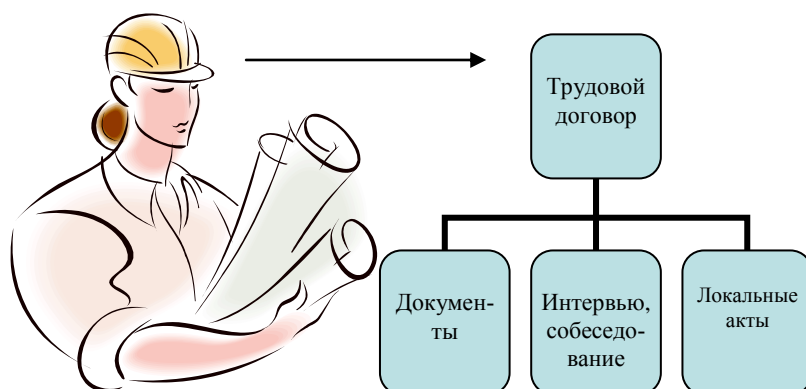 Трудовой
договор
Докумен-
ты
Интервью,
собеседо-
вание
Локальные
акты